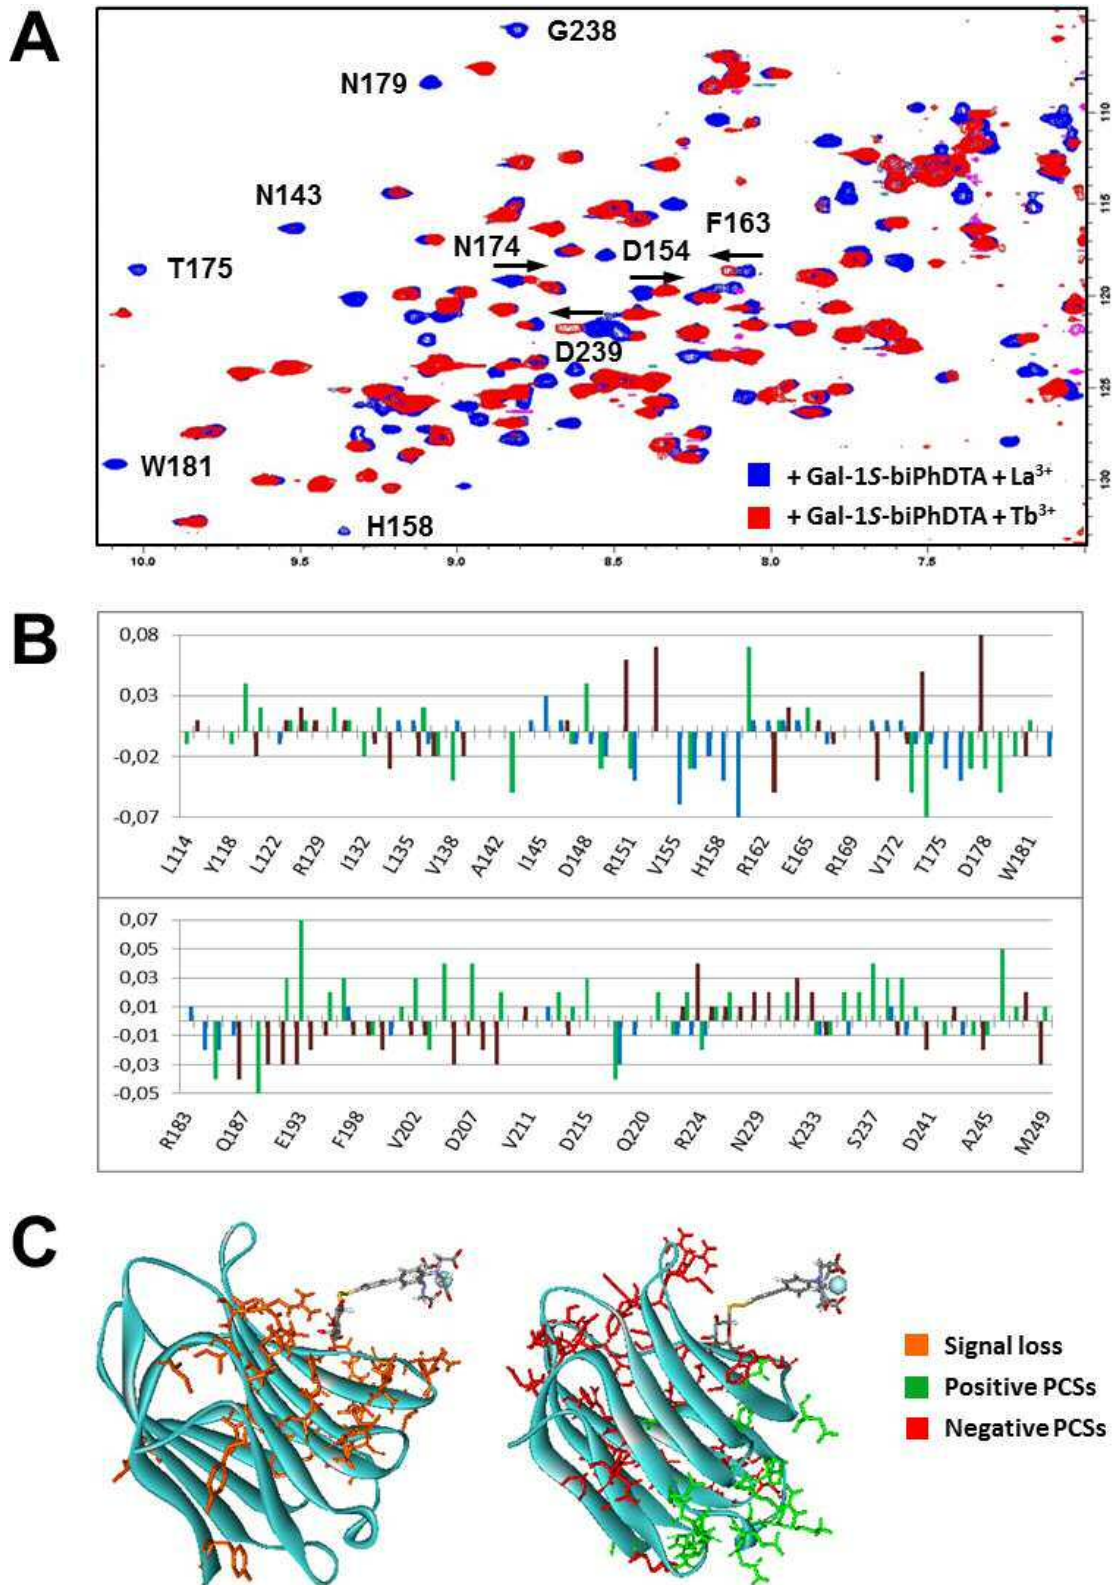 A
G238
N179
N143
T175
N174
D154
F163
D239
W181
H158
+ Gal-1S-biPhDTA + La³⁺
+ Gal-1S-biPhDTA + Tb³⁺
110
115
120
125
130
10.0
9.5
9.0
8.5
8.0
7.5
B
0,08
0,03
-0,02
-0,07
L114
Y118
L122
R129
I132
L135
V138
A142
I145
D148
R151
V155
H158
R162
E165
R169
V172
T175
D178
W181
0,07
0,05
0,03
0,01
-0,01
-0,03
-0,05
R183
Q187
E193
F198
V202
D207
V211
D215
Q220
R224
N229
K233
S237
D241
A245
M249
C
Signal loss
Positive PCSs
Negative PCSs